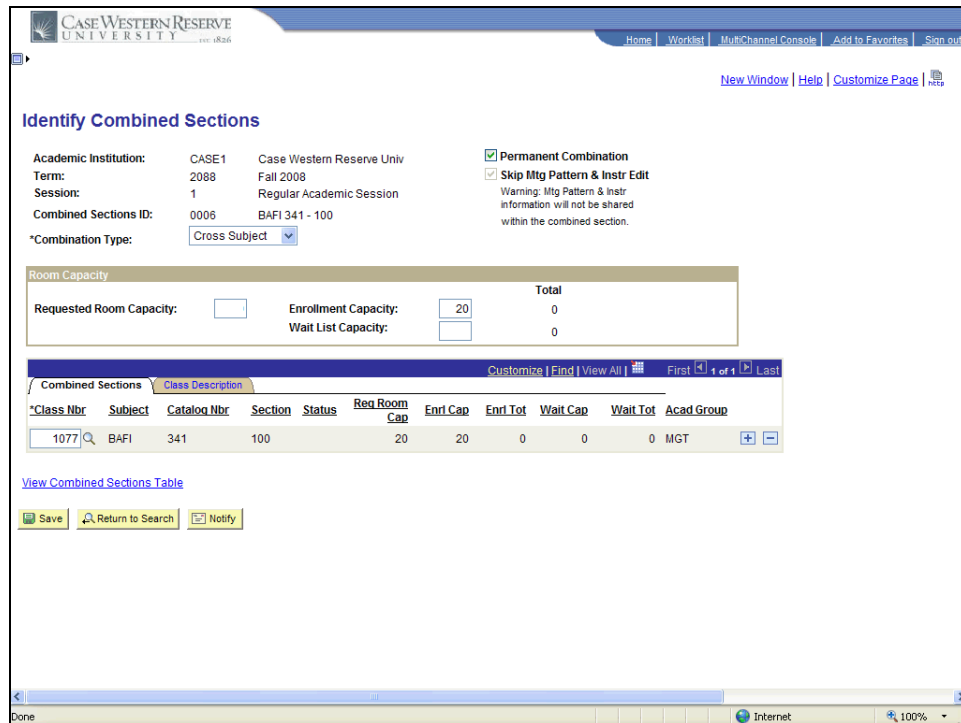 CASE WESTERN RESERVE
UNIVERSITY EST 1826
Home | Worklist | MultiChannel Console | Add to Favorites | Sign out
New Window | Help | Customize Page | http
Identify Combined Sections
Academic Institution: CASE1 Case Western Reserve Univ
Permanent Combination
Term: 2088 Fall 2008
Skip Mtg Pattern & Instr Edit
Session: 1 Regular Academic Session
Warning: Mtg Pattern & Instr
information will not be shared
within the combined section.
Combined Sections ID: 0006 BAFI 341 - 100
*Combination Type: Cross Subject
Room Capacity
Total
Requested Room Capacity: Enrollment Capacity: 20 0
Wait List Capacity: 0
Customize | Find | View All | First 1 of 1 Last
Combined Sections Class Description
*Class Nbr Subject Catalog Nbr Section Status Req Room Cap Enrl Cap Enrl Tot Wait Cap Wait Tot Acad Group
1077 BAFI 341 100 20 20 0 0 0 MGT
View Combined Sections Table
Save Return to Search Notify
Done Internet 100%